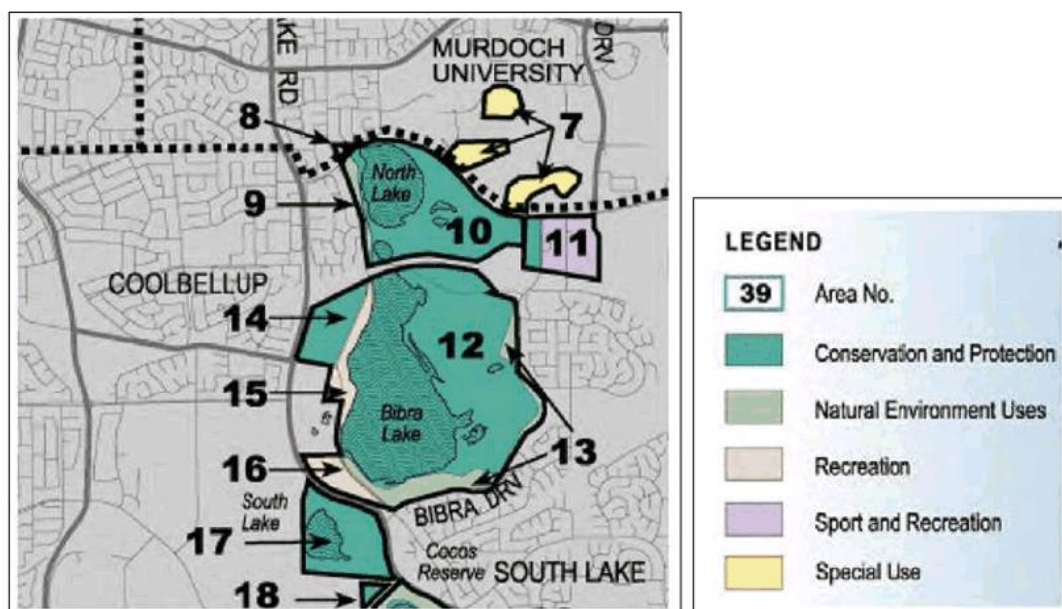 MURDOCH
UNIVERSITY
DRV
RD
8
7
North
Lake
9
10
11
COOLBELLUP
14
12
15
Bibra
Lake
13
16
BIBRA DRV
South
Lake
17
Cocos
Reserve
SOUTH LAKE
18
LEGEND
39 Area No.
Conservation and Protection
Natural Environment Uses
Recreation
Sport and Recreation
Special Use